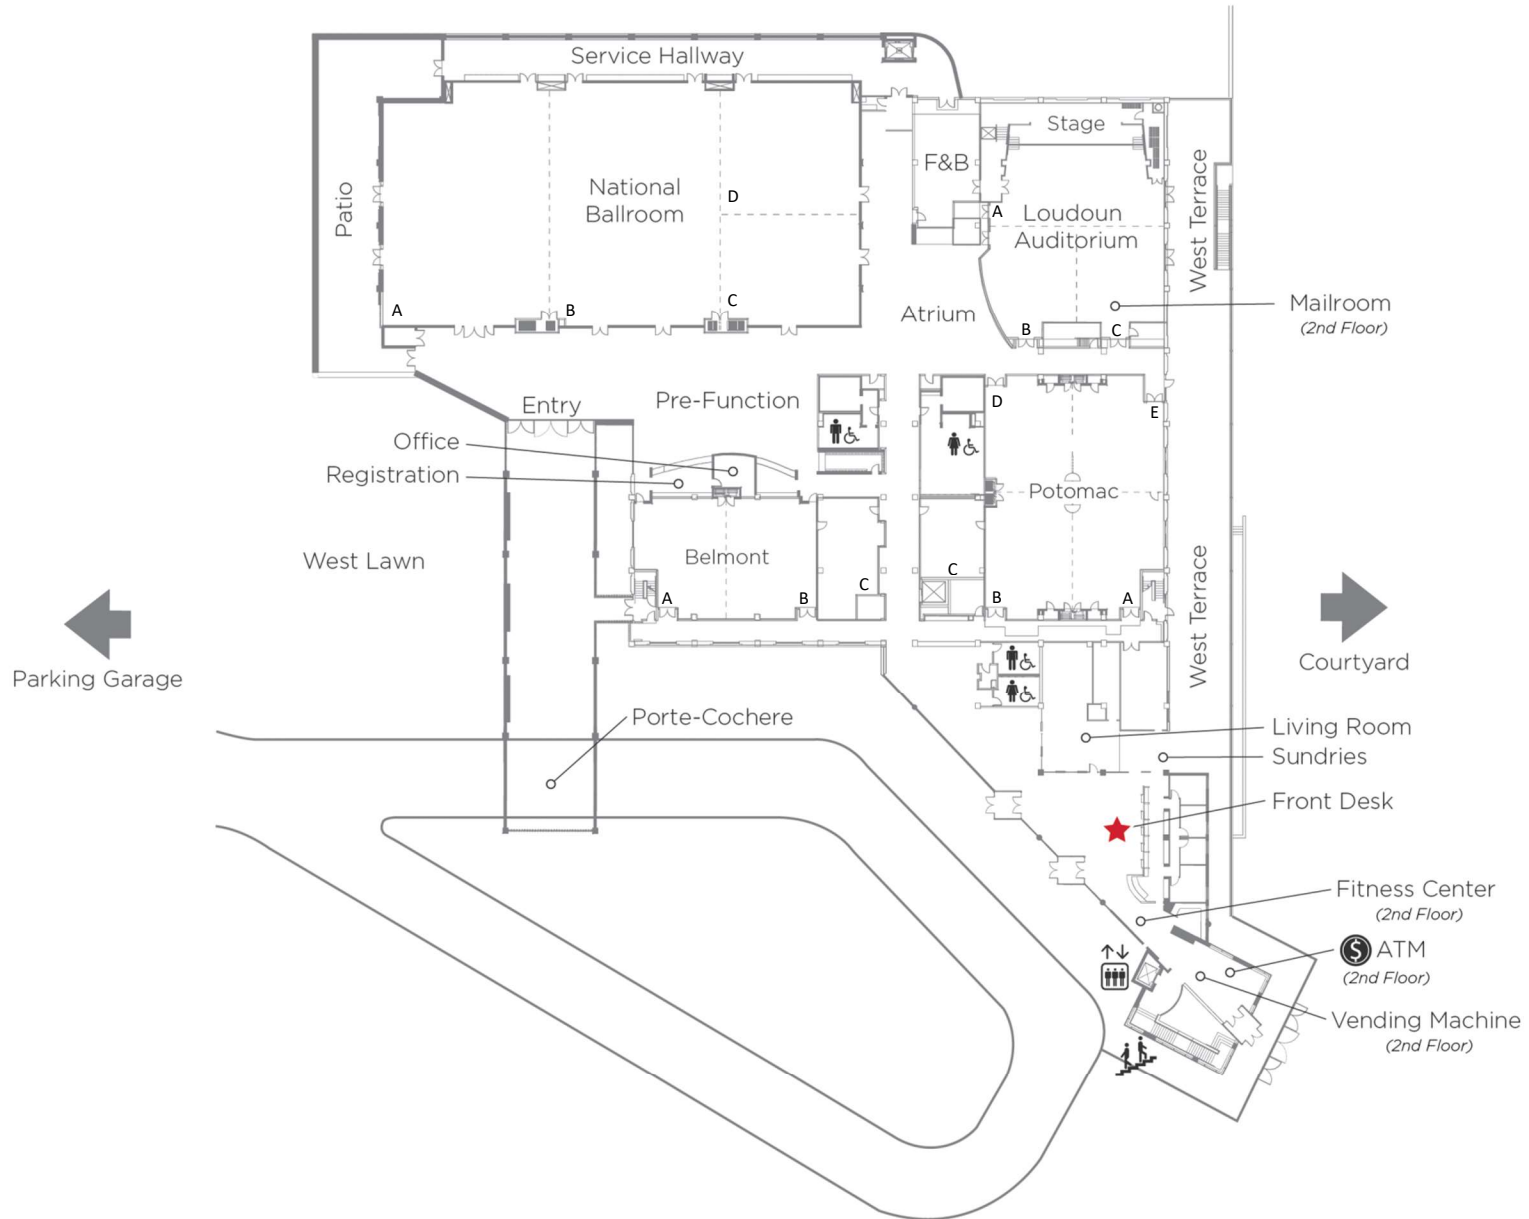 Service Hallway
Stage
F&B
National
Ballroom
D
Patio
A
Loudoun
Auditorium
West Terrace
A
B
C
Atrium
B
C
Mailroom
(2nd Floor)
Pre-Function
Entry
D
E
Office
Registration
Potomac
West Lawn
Belmont
C
C
A
B
B
A
West Terrace
Parking Garage
Courtyard
Porte-Cochere
Living Room
Sundries
Front Desk
Fitness Center
(2nd Floor)
$ ATM
(2nd Floor)
Vending Machine
(2nd Floor)